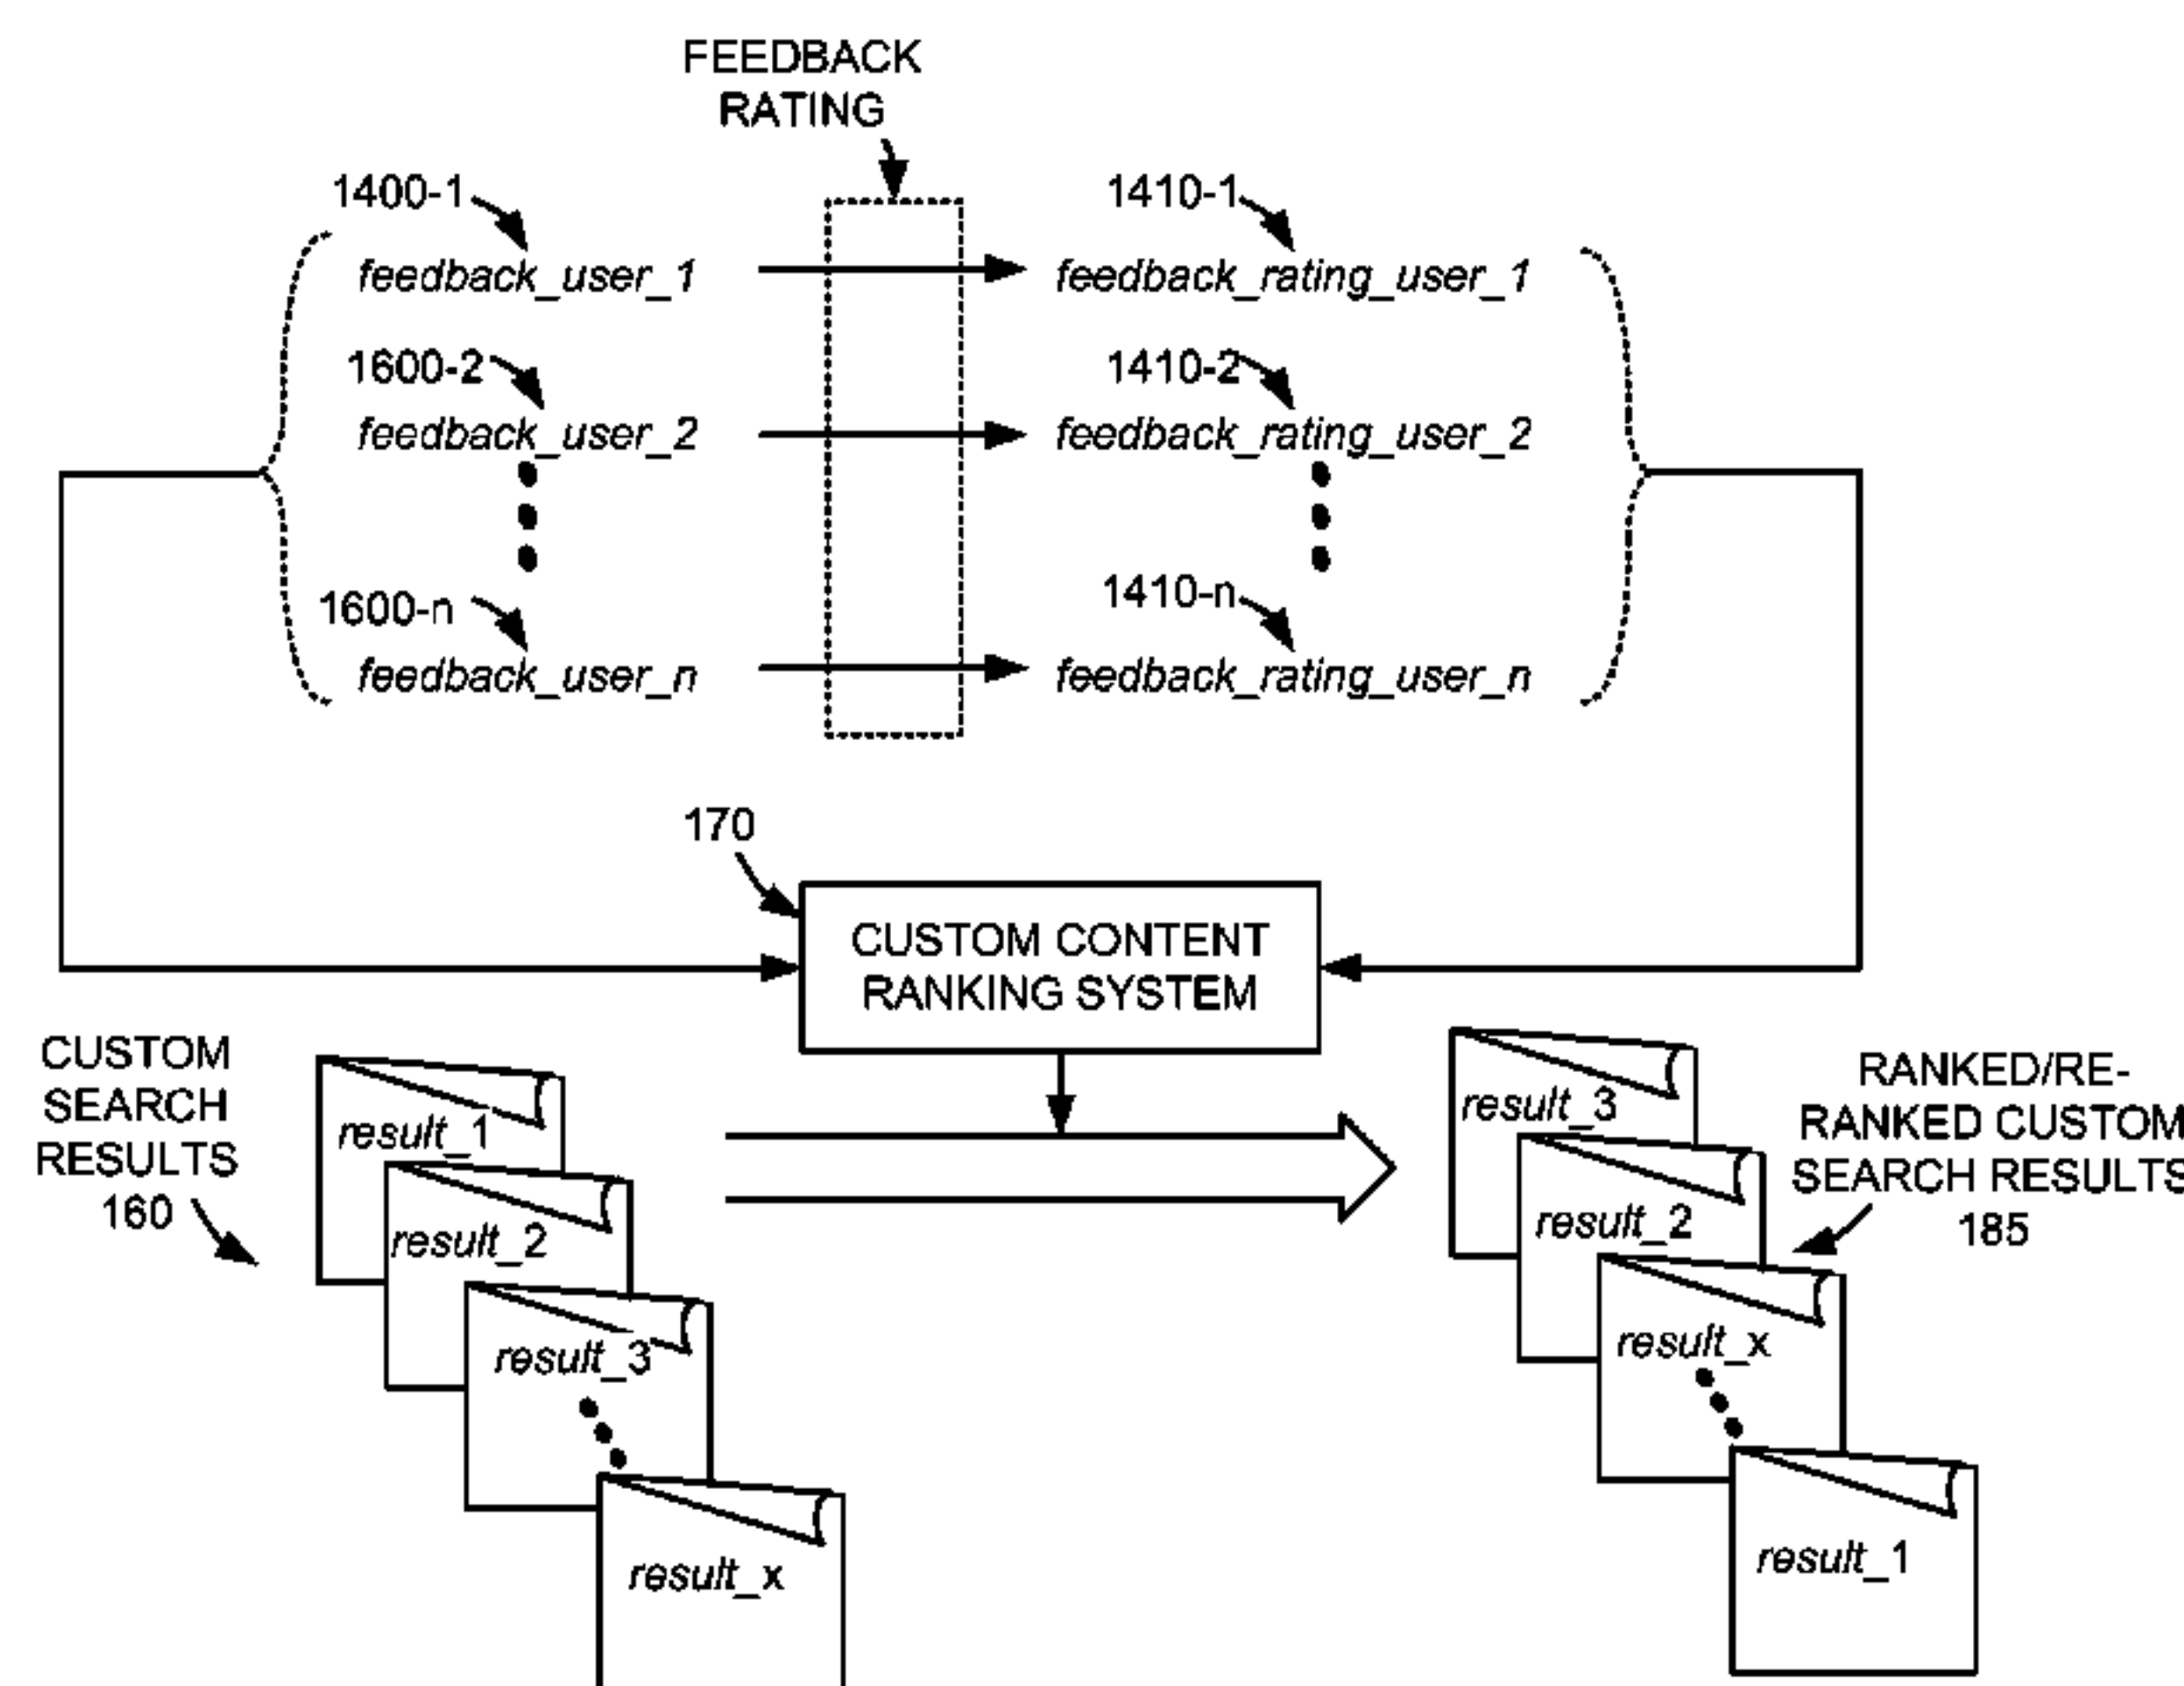 FEEDBACK
RATING
1400-1
1410-1
feedback_user_1
feedback_rating_user_1
1600-2
1410-2
feedback_user_2
feedback_rating_user_2
1600-n
1410-n
feedback_user_n
feedback_rating_user_n
170
CUSTOM CONTENT
RANKING SYSTEM
CUSTOM
SEARCH
RESULTS
160
result_1
result_2
result_3
result_x
result_3
result_2
result_x
result_1
RANKED/RE-
RANKED CUSTOM
SEARCH RESULTS
185